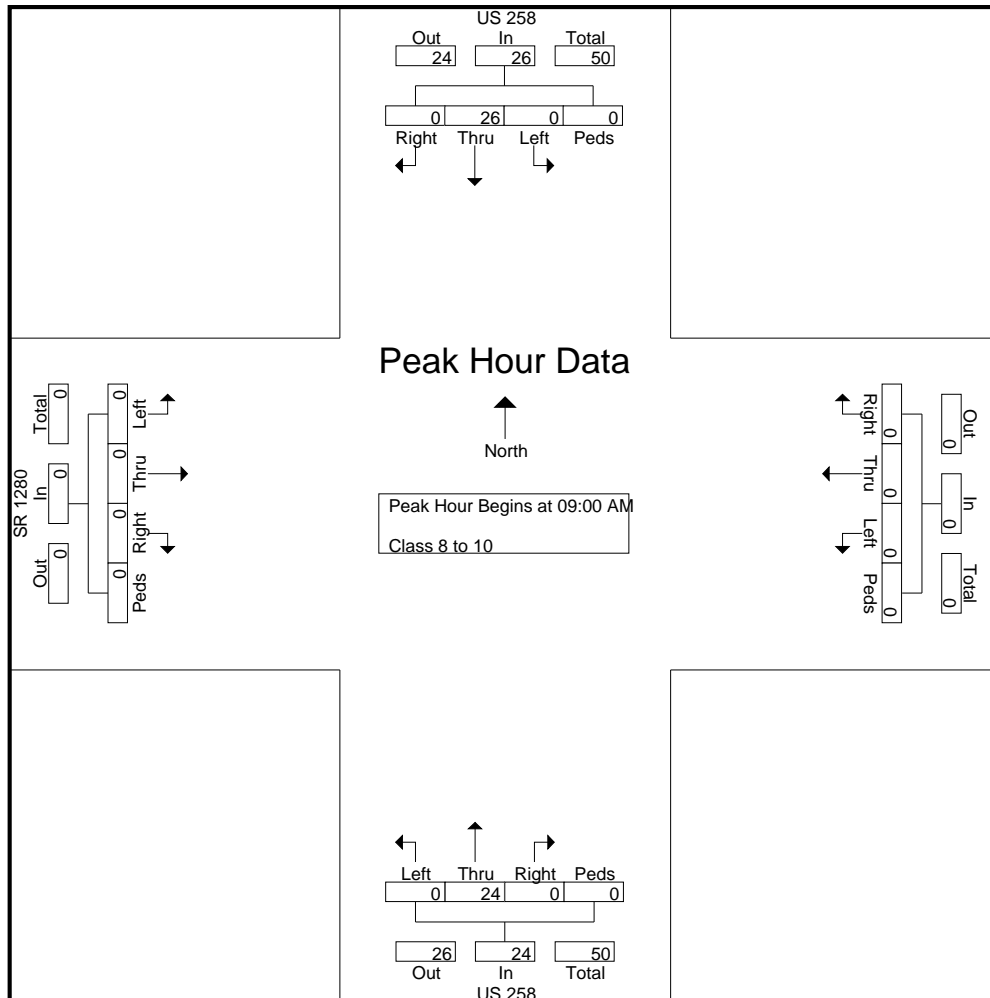 US 258
Out In Total
24 26 50
0 26 0 0
Right Thru Left Peds
Peak Hour Data
North
Peak Hour Begins at 09:00 AM
Class 8 to 10
SR 1280
Total In Out
0 0 0
0 0 0 0
Left Thru Right Peds
Right Thru Left Peds
0 0 0 0
Out In Total
0 0 0
Left Thru Right Peds
0 24 0 0
26 24 50
Out In Total
US 258